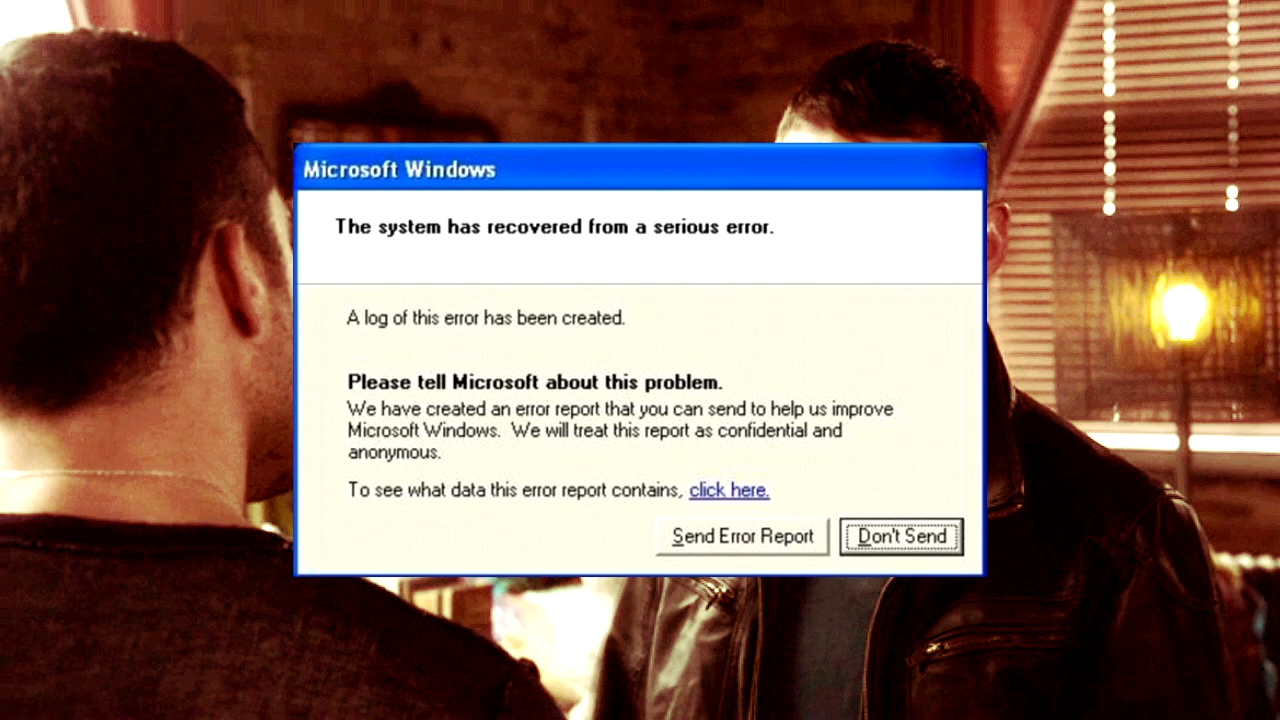 Microsoft Windows
The system has recovered from a serious error.
A log of this error has been created.
Please tell Microsoft about this problem.
We have created an error report that you can send to help us improve
Microsoft Windows. We will treat this report as confidential and
anonymous.
To see what data this error report contains, click here.
Send Error Report
Don't Send